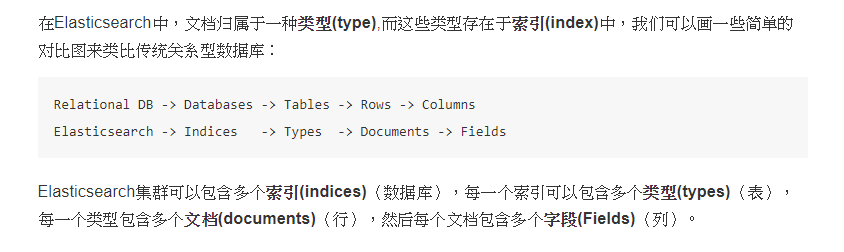 在Elasticsearch中，文档归属于一种类型(type),而这些类型存在于索引(index)中，我们可以画一些简单的
对比图来类比传统关系型数据库：
Relational DB -> Databases -> Tables -> Rows -> Columns
Elasticsearch -> Indices   -> Types  -> Documents -> Fields
Elasticsearch集群可以包含多个索引(indices)（数据库），每一个索引可以包含多个类型(types)（表），
每一个类型包含多个文档(documents)（行），然后每个文档包含多个字段(Fields)（列）。